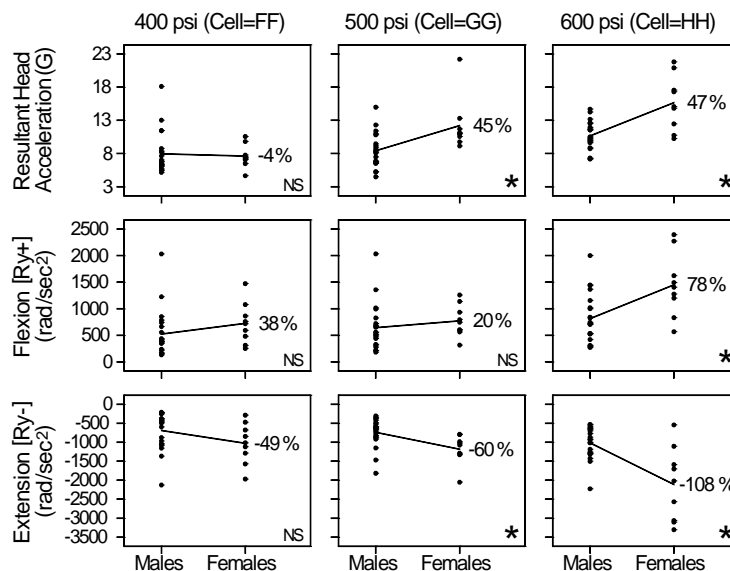 400 psi (Cell=FF) 500 psi (Cell=GG) 600 psi (Cell=HH)
Resultant Head
Acceleration (G)
23
18
13
8
3
-4%
NS
45%
*
47%
*
Flexion [Ry+]
(rad/sec²)
2500
2000
1500
1000
500
0
38%
NS
20%
NS
78%
*
Extension [Ry-]
(rad/sec²)
0
-500
-1000
-1500
-2000
-2500
-3000
-3500
-49%
NS
-60%
*
-108%
*
Males Females Males Females Males Females